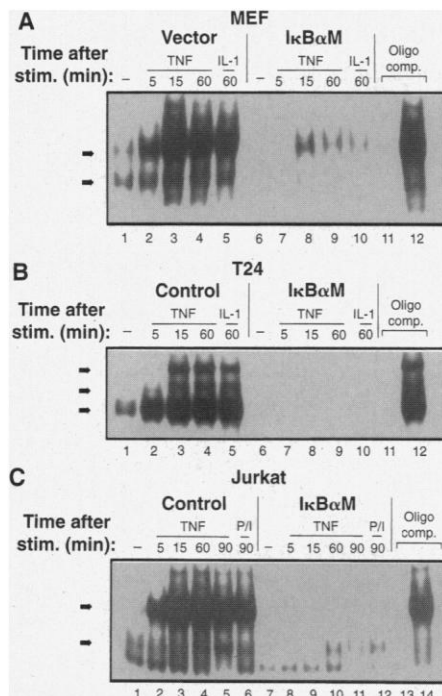 A
MEF
Time after stim. (min):
Vector
IκBαM
Oligo comp.
TNF
IL-1
TNF
IL-1
– 5 15 60 60 – 5 15 60 60
1 2 3 4 5 6 7 8 9 10 11 12
B
T24
Time after stim. (min):
Control
IκBαM
Oligo comp.
TNF
IL-1
TNF
IL-1
– 5 15 60 60 – 5 15 60 60
1 2 3 4 5 6 7 8 9 10 11 12
C
Jurkat
Time after stim. (min):
Control
IκBαM
Oligo comp.
TNF
P/I
TNF
P/I
– 5 15 60 90 90 – 5 15 60 90 90
1 2 3 4 5 6 7 8 9 10 11 12 13 14